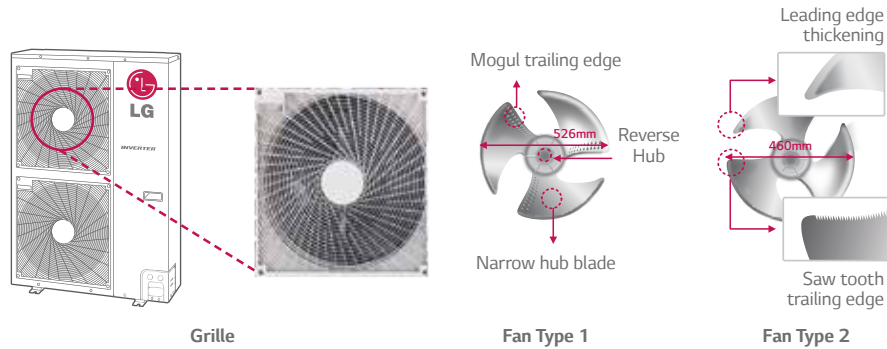 LG
INVERTER
Grille
Mogul trailing edge
526mm
Reverse
Hub
Narrow hub blade
Fan Type 1
Leading edge
thickening
460mm
Saw tooth
trailing edge
Fan Type 2